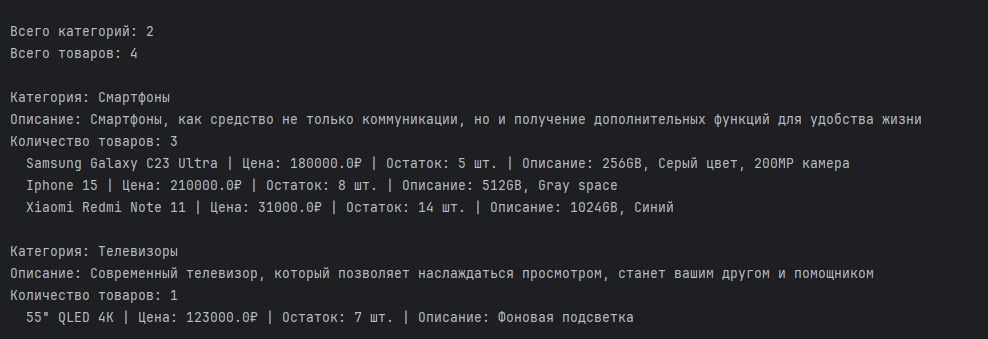 Всего категорий: 2
Всего товаров: 4
Категория: Смартфоны
Описание: Смартфоны, как средство не только коммуникации, но и получение дополнительных функций для удобства жизни
Количество товаров: 3
Samsung Galaxy C23 Ultra | Цена: 180000.0₽ | Остаток: 5 шт. | Описание: 256GB, Серый цвет, 200MP камера
Iphone 15 | Цена: 210000.0₽ | Остаток: 8 шт. | Описание: 512GB, Gray space
Xiaomi Redmi Note 11 | Цена: 31000.0₽ | Остаток: 14 шт. | Описание: 1024GB, Синий
Категория: Телевизоры
Описание: Современный телевизор, который позволяет наслаждаться просмотром, станет вашим другом и помощником
Количество товаров: 1
55" QLED 4K | Цена: 123000.0₽ | Остаток: 7 шт. | Описание: Фоновая подсветка